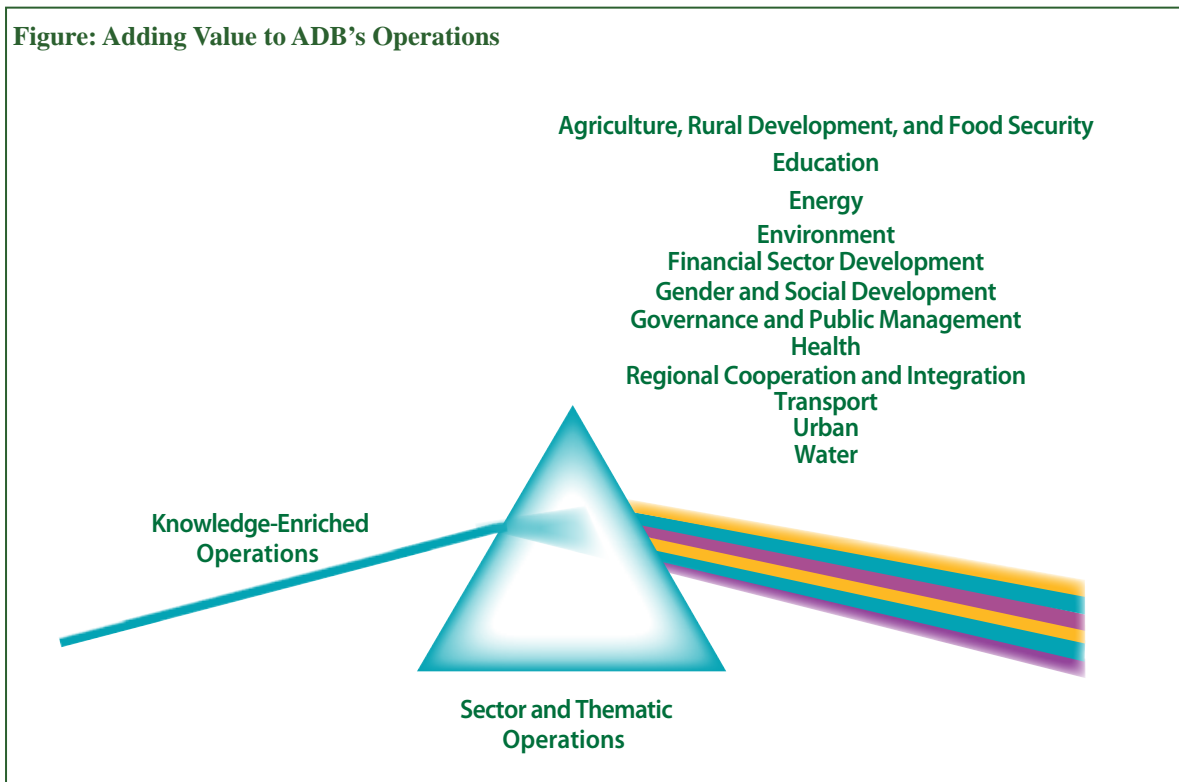 Figure: Adding Value to ADB’s Operations
Agriculture, Rural Development, and Food Security
Education
Energy
Environment
Financial Sector Development
Gender and Social Development
Governance and Public Management
Health
Regional Cooperation and Integration
Transport
Urban
Water
Knowledge-Enriched
Operations
Sector and Thematic
Operations